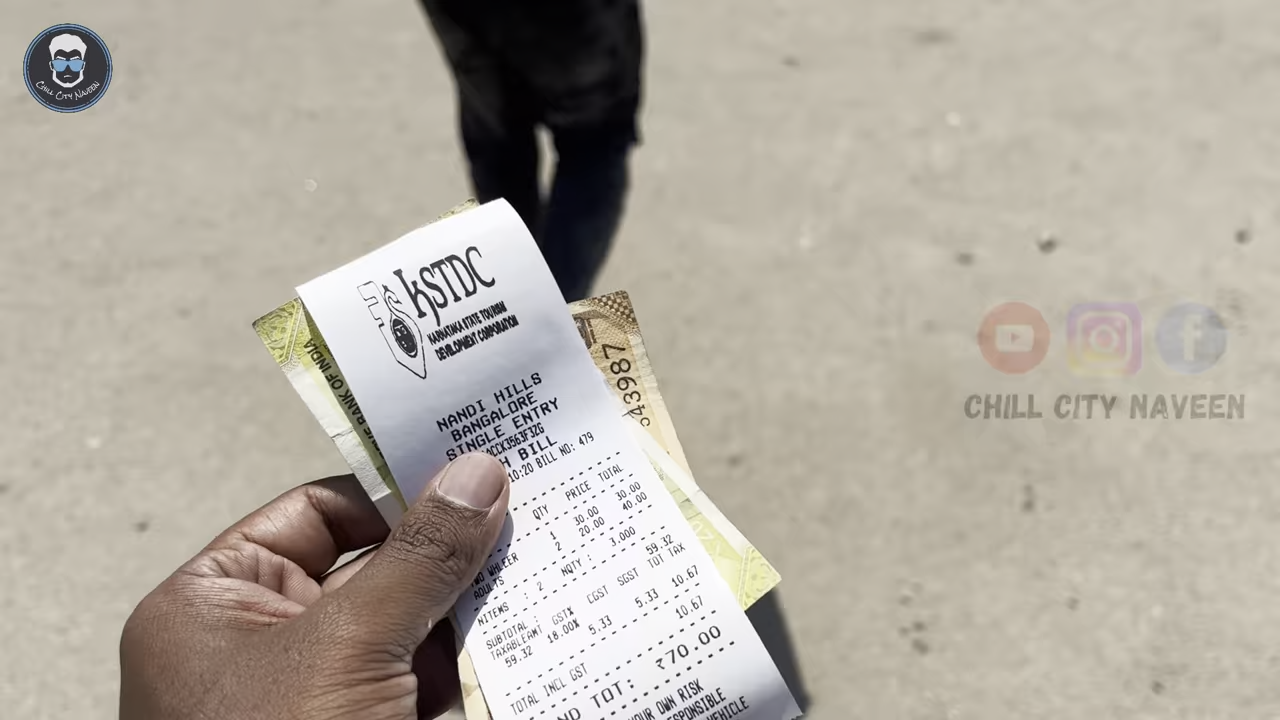 CHILL CITY NAVEEN
KSTDC
KARNATAKA STATE TOURISM
DEVELOPMENT CORPORATION
BANK OF INDIA
43987
NANDI HILLS
BANGALORE
SINGLE ENTRY
BILL
10:20 BILL NO: 479
QTY PRICE TOTAL
1 30.00 30.00
ADULTS 2 20.00 40.00
NITEMS : 2 NQTY : 3.000
SUBTOTAL : 59.32
TAXABLEAMT GST% CGST SGST TOT TAX
59.32 18.00% 5.33 5.33 10.67
TOTAL INCL GST 10.67
TOT: ₹70.00
YOUR OWN RISK
CHILL CITY NAVEEN